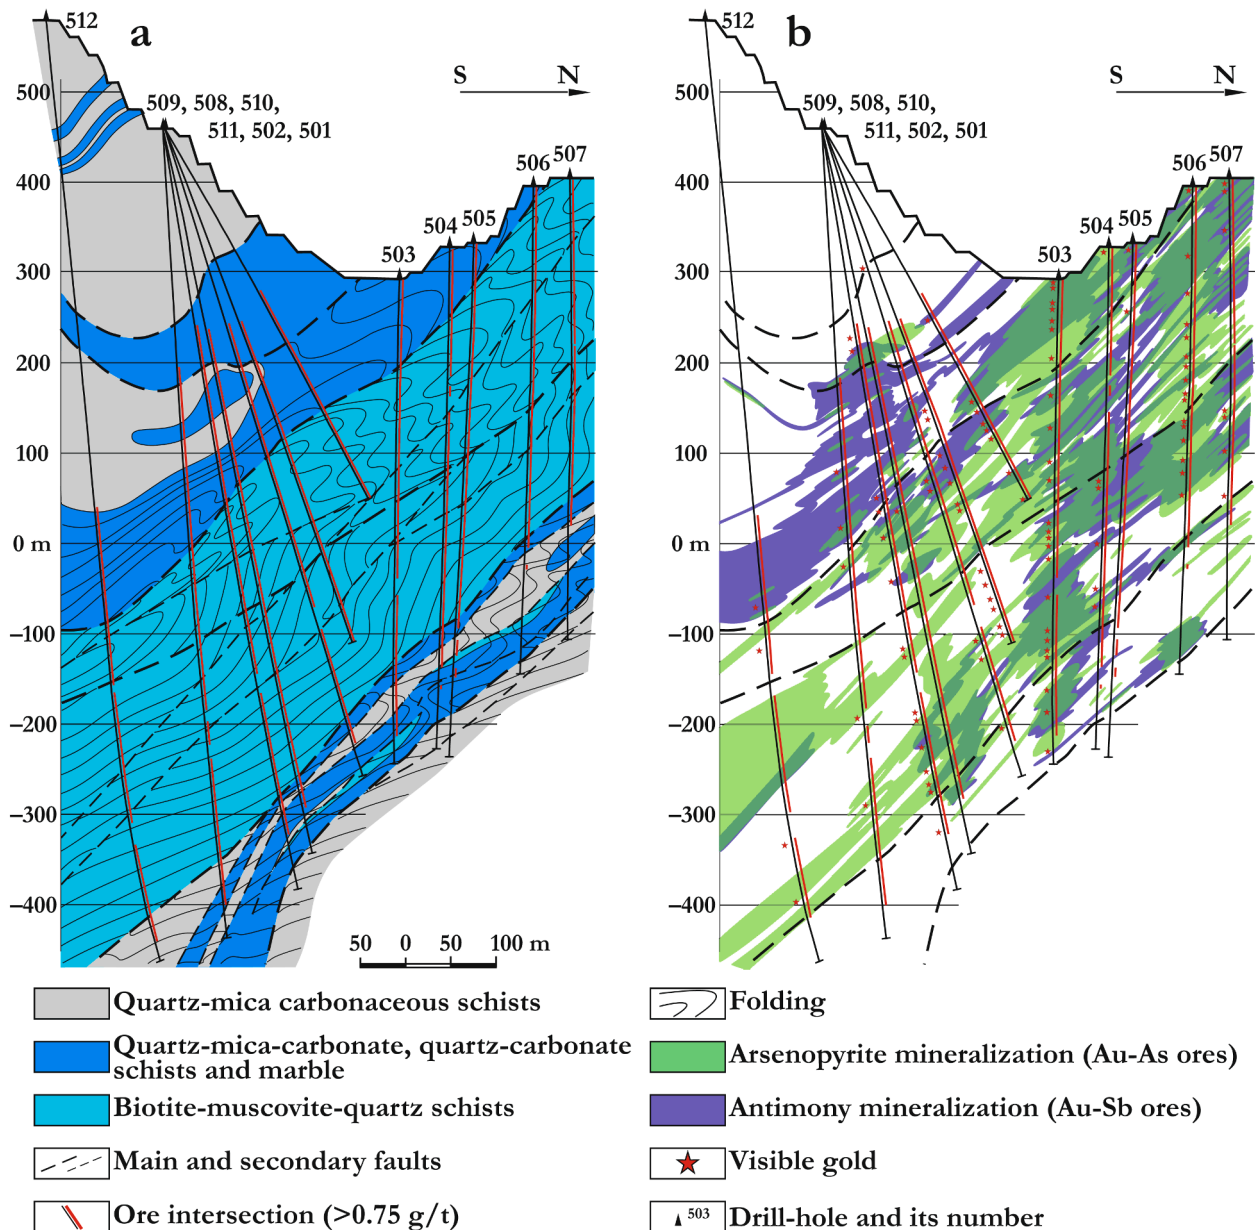 a
512
S N
500
509, 508, 510,
511, 502, 501
506 507
400
504 505
503
300
200
100
0 m
–100
–200
–300
–400
50 0 50 100 m
b
512
S N
500
509, 508, 510,
511, 502, 501
507
506
400
504 505
503
300
200
100
0 m
–100
–200
–300
–400
Quartz-mica carbonaceous schists
Quartz-mica-carbonate, quartz-carbonate
schists and marble
Biotite-muscovite-quartz schists
Main and secondary faults
Ore intersection (>0.75 g/t)
Folding
Arsenopyrite mineralization (Au-As ores)
Antimony mineralization (Au-Sb ores)
Visible gold
503 Drill-hole and its number